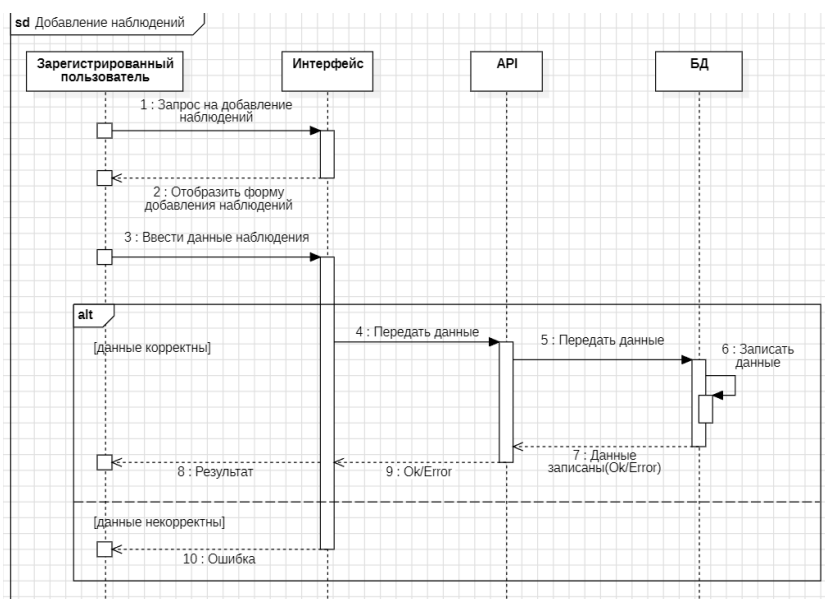 sd Добавление наблюдений
Зарегистрированный
пользователь
Интерфейс
API
БД
1 : Запрос на добавление
наблюдений
2 : Отобразить форму
добавления наблюдений
3 : Ввести данные наблюдения
alt
[данные корректны]
4 : Передать данные
5 : Передать данные
6 : Записать
данные
7 : Данные
записаны(Ok/Error)
8 : Результат
9 : Ok/Error
[данные некорректны]
10 : Ошибка